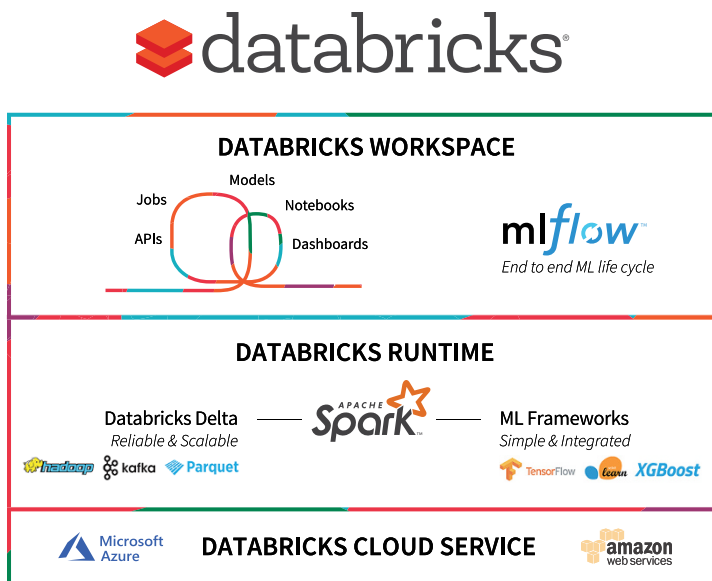 databricks
DATABRICKS WORKSPACE
Models
Jobs
Notebooks
APIs
Dashboards
mlflow™
End to end ML life cycle
DATABRICKS RUNTIME
Databricks Delta
Reliable & Scalable
hadoop kafka Parquet
APACHE
Spark™
ML Frameworks
Simple & Integrated
TensorFlow learn XGBoost
Microsoft
Azure
DATABRICKS CLOUD SERVICE
amazon
web services